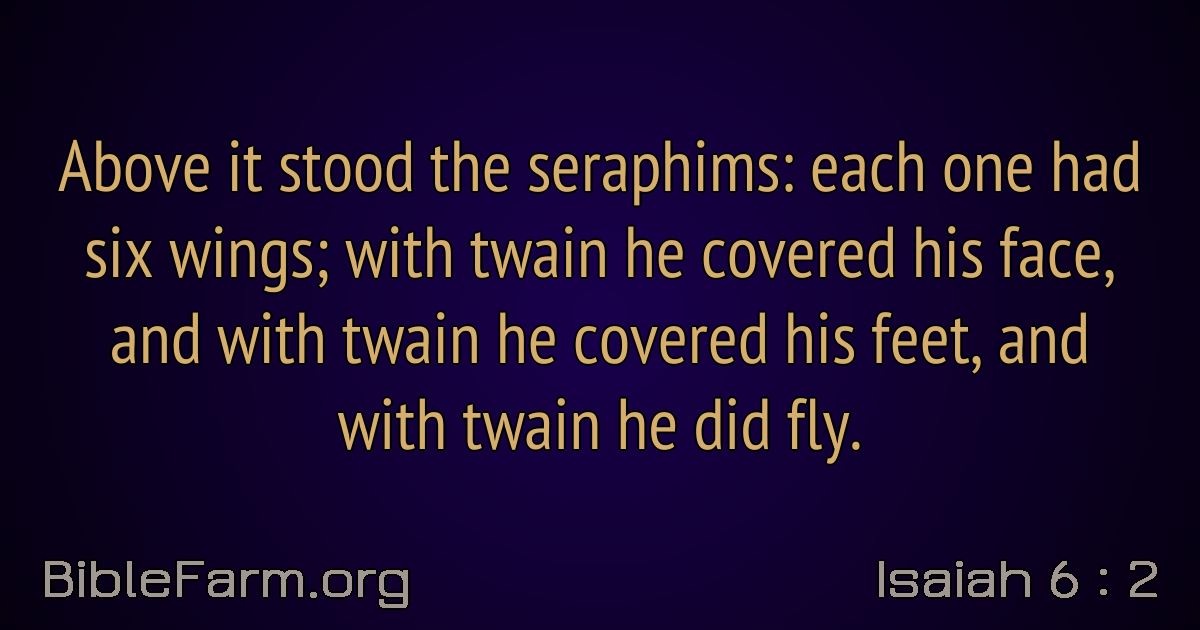 Above it stood the seraphims: each one had
six wings; with twain he covered his face,
and with twain he covered his feet, and
with twain he did fly.
BibleFarm.org
Isaiah 6 : 2